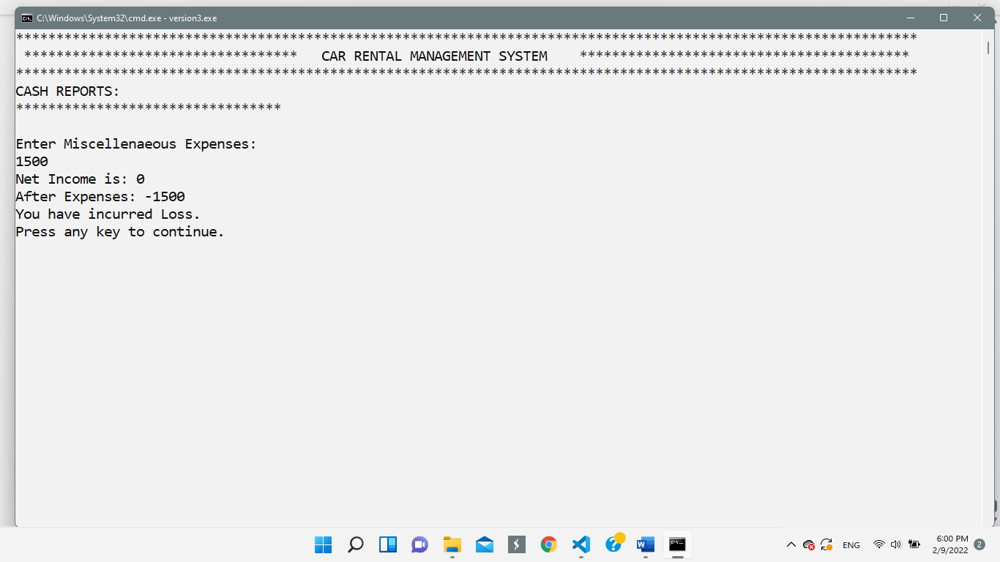 C:\Windows\System32\cmd.exe - version3.exe
****************************************************************************************************************
********************************** CAR RENTAL MANAGEMENT SYSTEM *****************************************
****************************************************************************************************************
CASH REPORTS:
*********************************
Enter Miscellenaeous Expenses:
1500
Net Income is: 0
After Expenses: -1500
You have incurred Loss.
Press any key to continue.
ENG
6:00 PM
2/9/2022
2